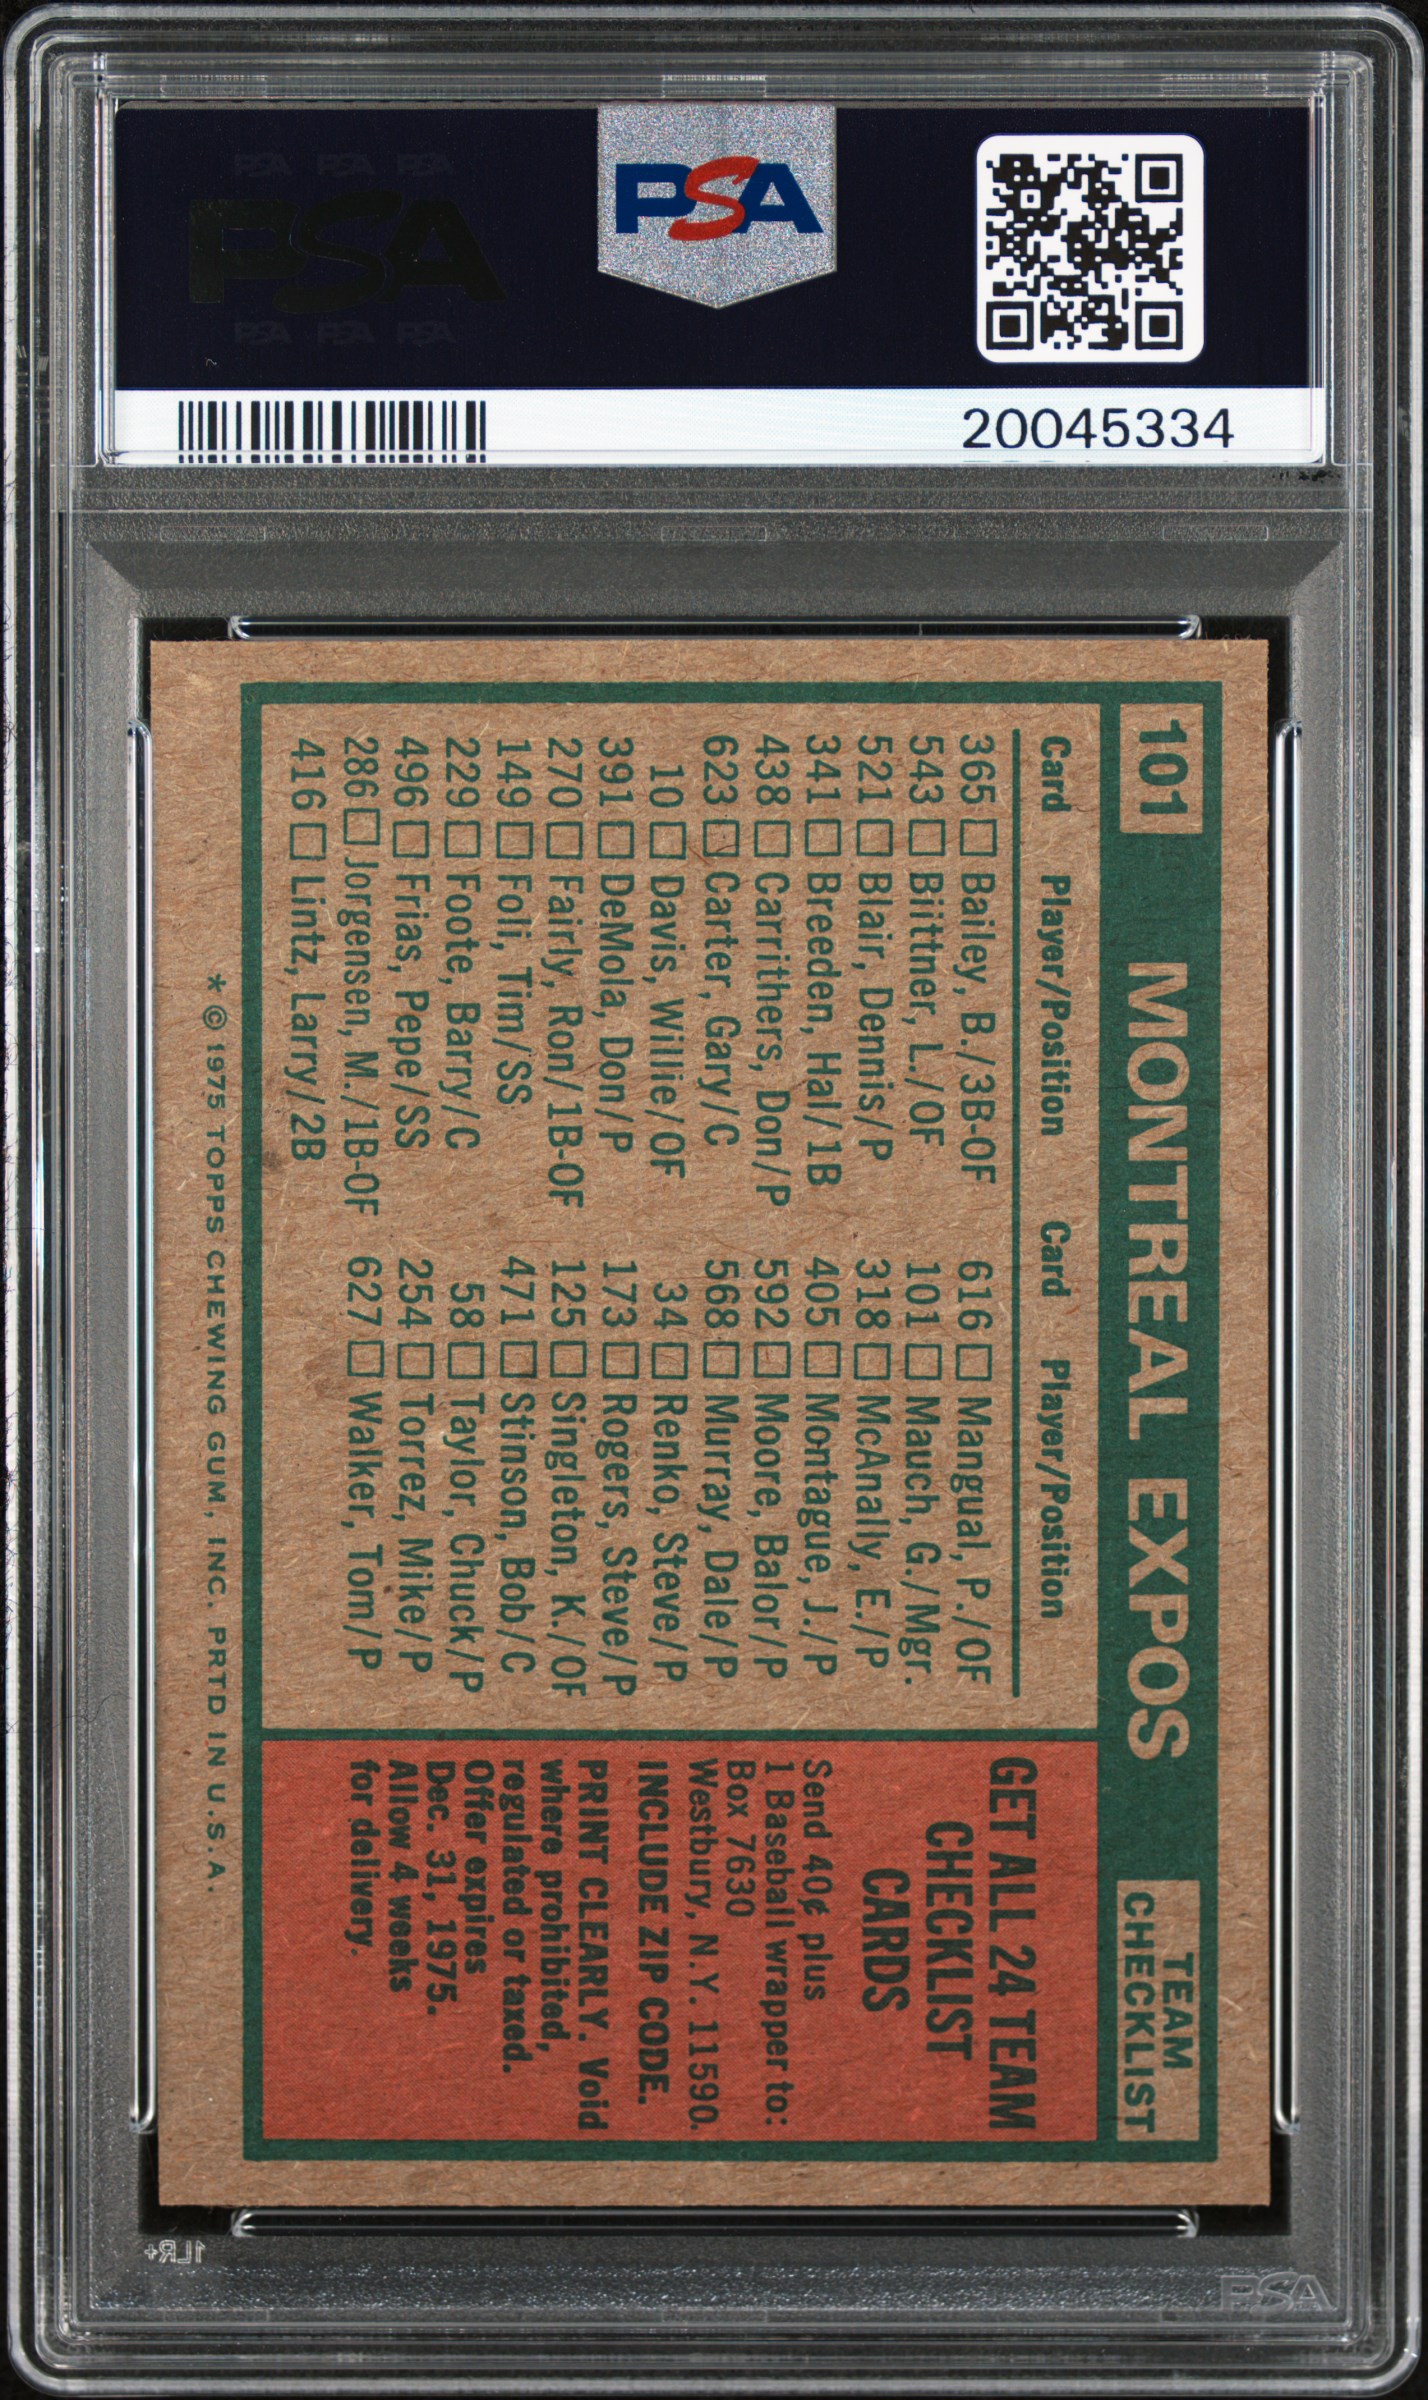 PSA PSA PSA
PSA
PSA PSA PSA
PSA
20045334
101 MONTREAL EXPOS TEAM CHECKLIST
Card Player/Position Card Player/Position
365 Bailey, B./3B-OF
543 Biittner, L./OF
521 Blair, Dennis/P
341 Breeden, Hal/1B
438 Carrithers, Don/P
623 Carter, Gary/C
10 Davis, Willie/OF
391 DeMola, Don/P
270 Fairly, Ron/1B-OF
149 Foli, Tim/SS
229 Foote, Barry/C
496 Frias, Pepe/SS
286 Jorgensen, M./1B-OF
416 Lintz, Larry/2B
616 Mangual, P./OF
101 Mauch, G./Mgr.
318 McAnally, E./P
405 Montague, J./P
592 Moore, Balor/P
568 Murray, Dale/P
34 Renko, Steve/P
173 Rogers, Steve/P
125 Singleton, K./OF
471 Stinson, Bob/C
58 Taylor, Chuck/P
254 Torrez, Mike/P
627 Walker, Tom/P
GET ALL 24 TEAM
CHECKLIST
CARDS
Send 40¢ plus
1 Baseball wrapper to:
Box 7630
Westbury, N.Y. 11590.
INCLUDE ZIP CODE.
PRINT CLEARLY. Void
where prohibited,
regulated or taxed.
Offer expires
Dec. 31, 1975.
Allow 4 weeks
for delivery.
* © 1975 TOPPS CHEWING GUM, INC. PRTD IN U.S.A.
1LR+
PSA